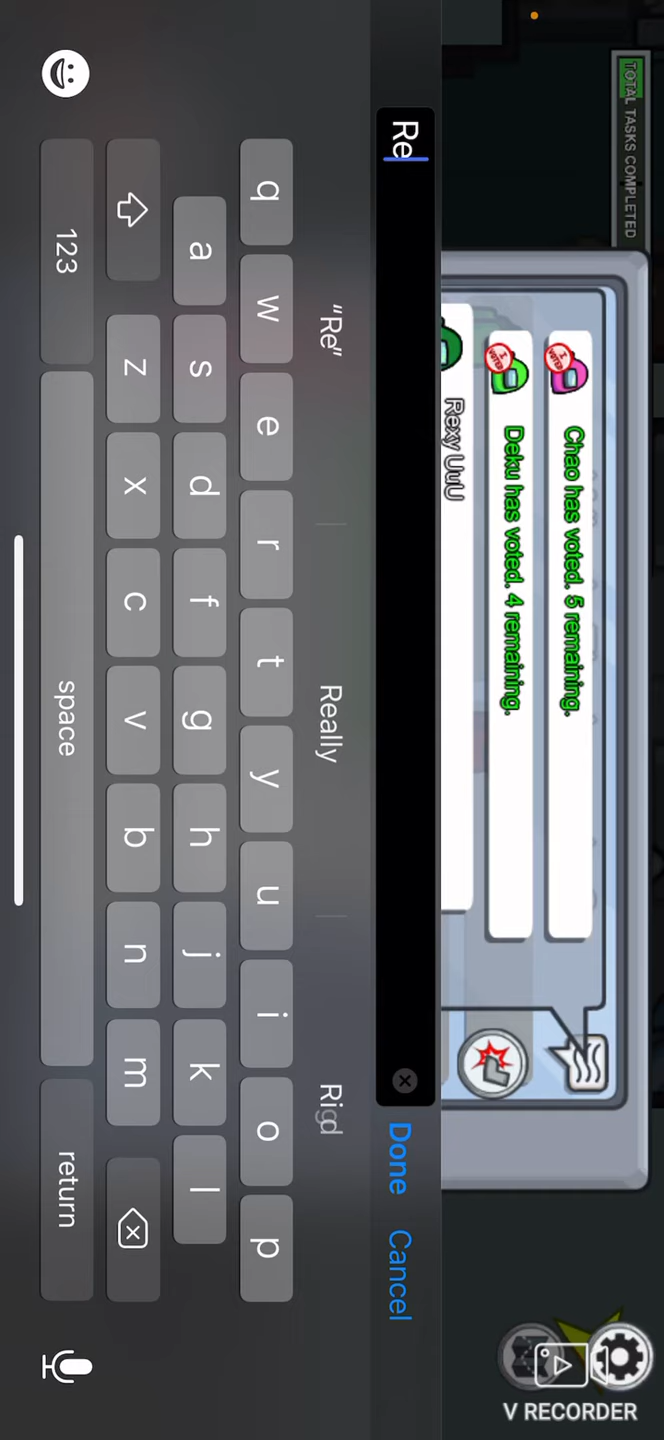 TOTAL TASKS COMPLETED
Chao has voted. 5 remaining.
Deku has voted. 4 remaining.
Rexy UwU
Re
Done
Cancel
"Re"
Really
q w e r t y u i o p
a s d f g h j k l
z x c v b n m
123
space
return
V RECORDER